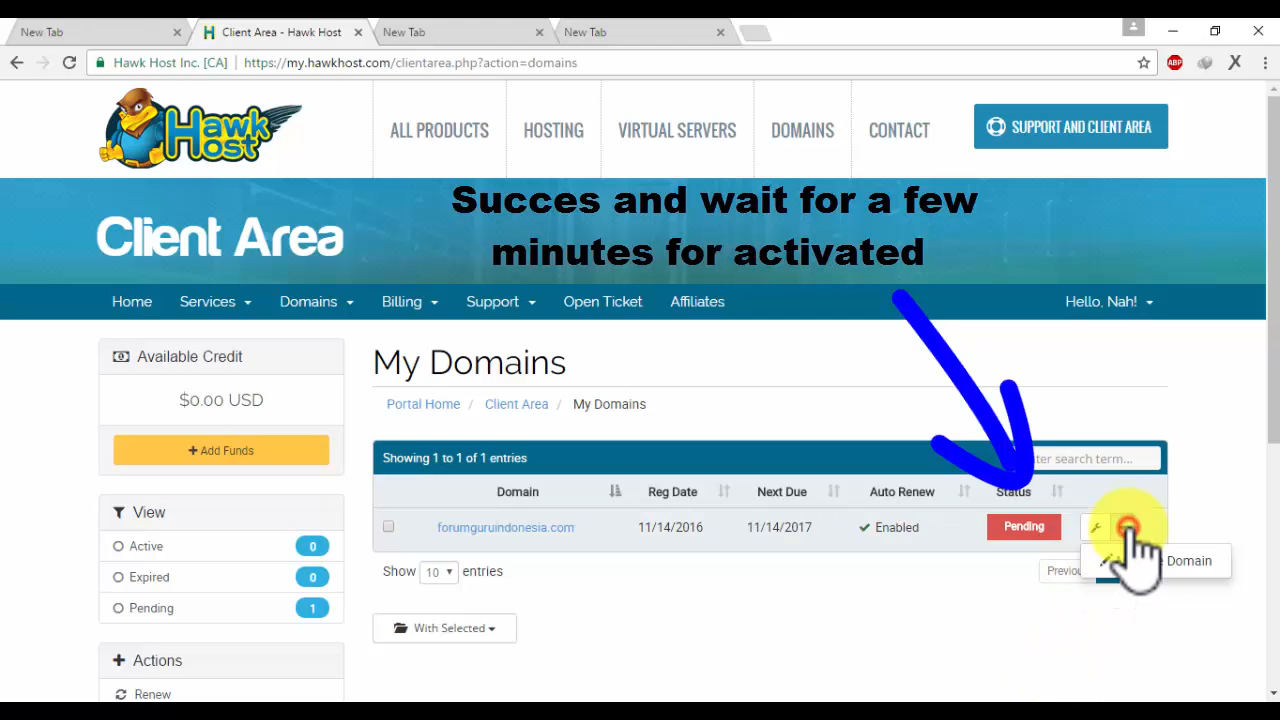 New Tab
Client Area - Hawk Host
New Tab
New Tab
Hawk Host Inc. [CA]
https://my.hawkhost.com/clientarea.php?action=domains
ABP
Hawk
Host
ALL PRODUCTS
HOSTING
VIRTUAL SERVERS
DOMAINS
CONTACT
SUPPORT AND CLIENT AREA
Succes and wait for a few
minutes for activated
Client Area
Home
Services
Domains
Billing
Support
Open Ticket
Affiliates
Hello, Nah!
Available Credit
$0.00 USD
Add Funds
View
Active 0
Expired 0
Pending 1
Actions
Renew
My Domains
Portal Home / Client Area / My Domains
Showing 1 to 1 of 1 entries
ter search term...
Domain Reg Date Next Due Auto Renew Status
forumguruindonesia.com 11/14/2016 11/14/2017 Enabled Pending
Domain
Show 10 entries
Previou
With Selected